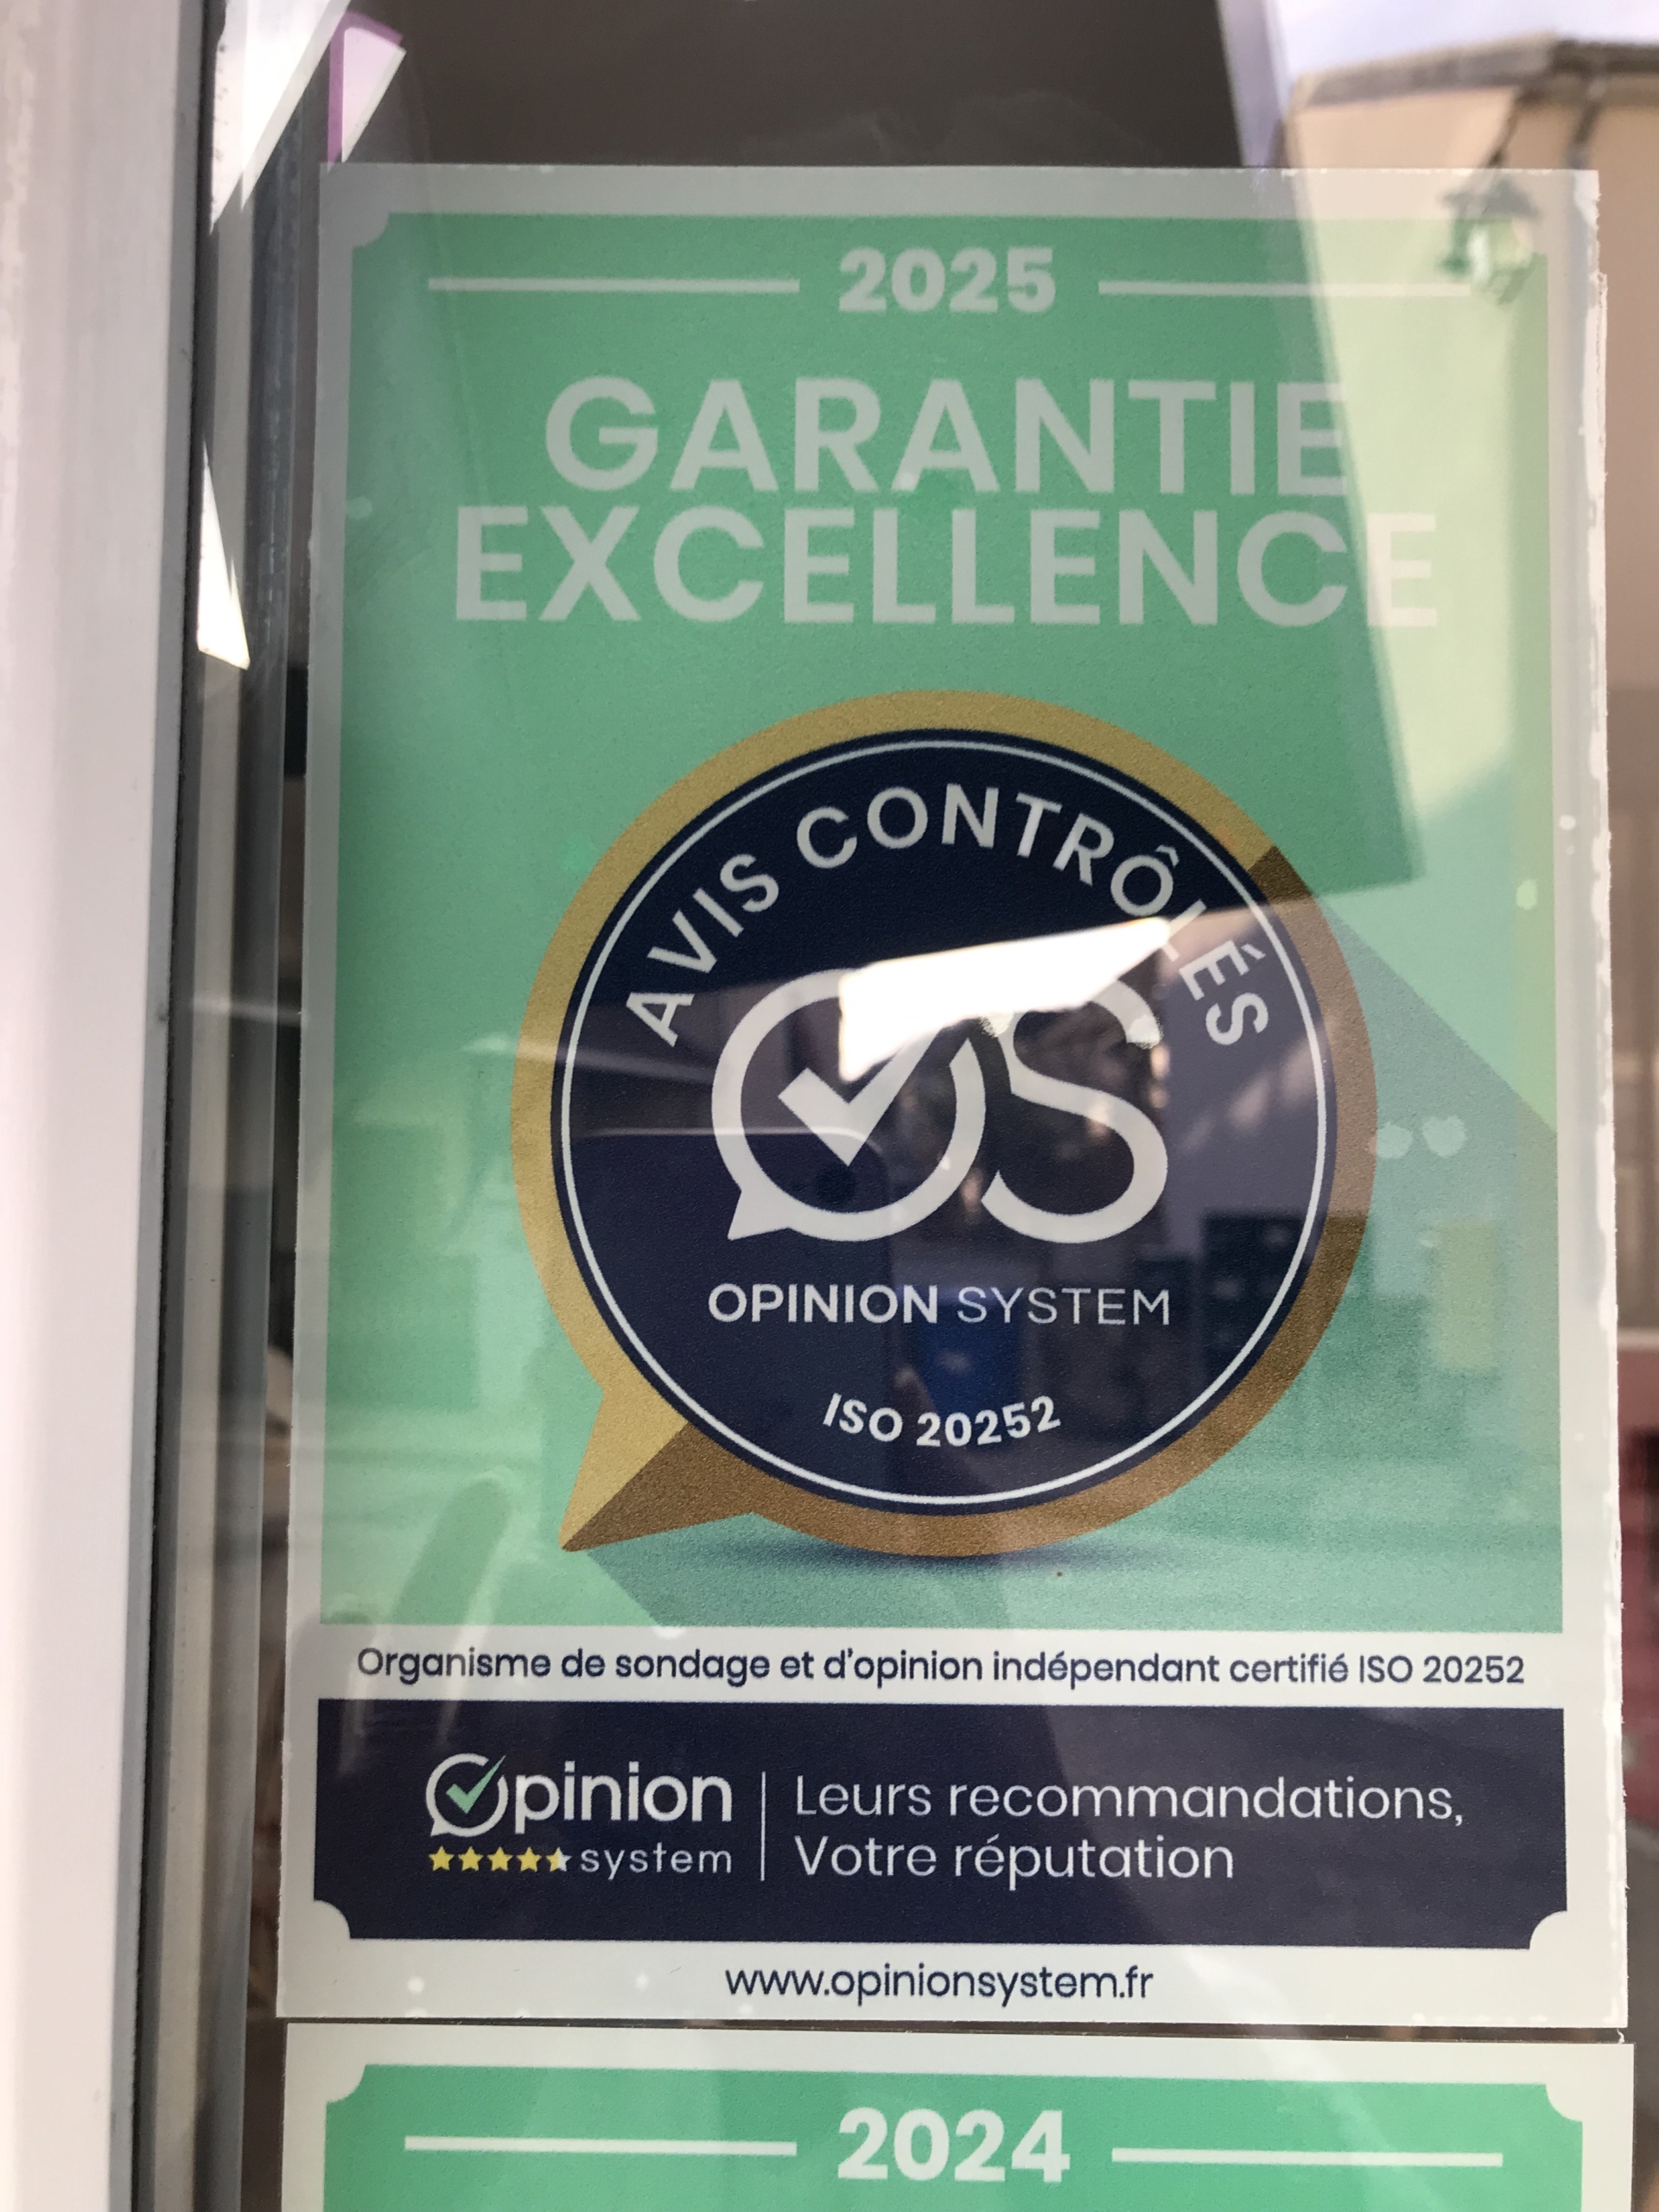 2025
GARANTIE
EXCELLENCE
AVIS CONTRÔLÉS
OS
OPINION SYSTEM
ISO 20252
Organisme de sondage et d'opinion indépendant certifié ISO 20252
Opinion
system
Leurs recommandations,
Votre réputation
www.opinionsystem.fr
2024